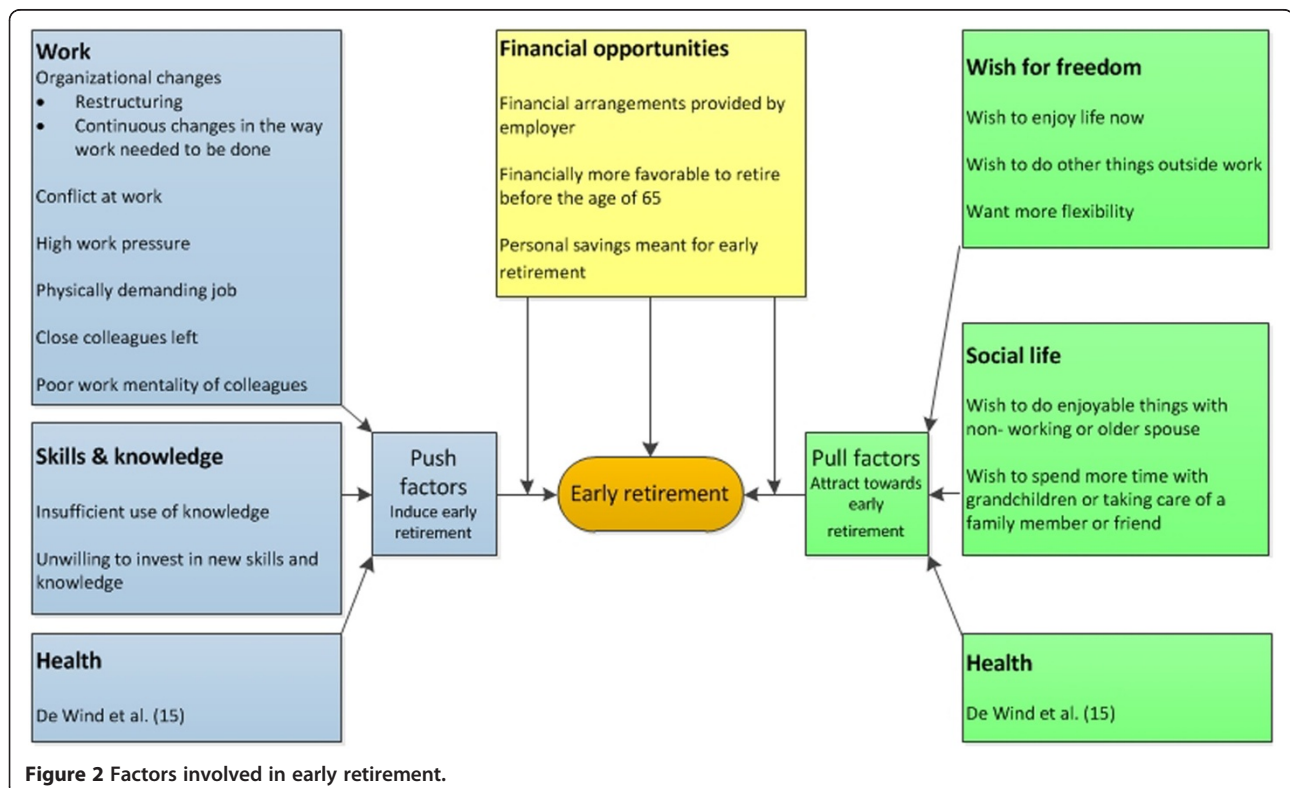 Work
Organizational changes
• Restructuring
• Continuous changes in the way
work needed to be done
Conflict at work
High work pressure
Physically demanding job
Close colleagues left
Poor work mentality of colleagues
Skills & knowledge
Insufficient use of knowledge
Unwilling to invest in new skills and
knowledge
Health
De Wind et al. (15)
Push
factors
Induce early
retirement
Financial opportunities
Financial arrangements provided by
employer
Financially more favorable to retire
before the age of 65
Personal savings meant for early
retirement
Early retirement
Pull factors
Attract towards
early
retirement
Wish for freedom
Wish to enjoy life now
Wish to do other things outside work
Want more flexibility
Social life
Wish to do enjoyable things with
non- working or older spouse
Wish to spend more time with
grandchildren or taking care of a
family member or friend
Health
De Wind et al. (15)
Figure 2 Factors involved in early retirement.